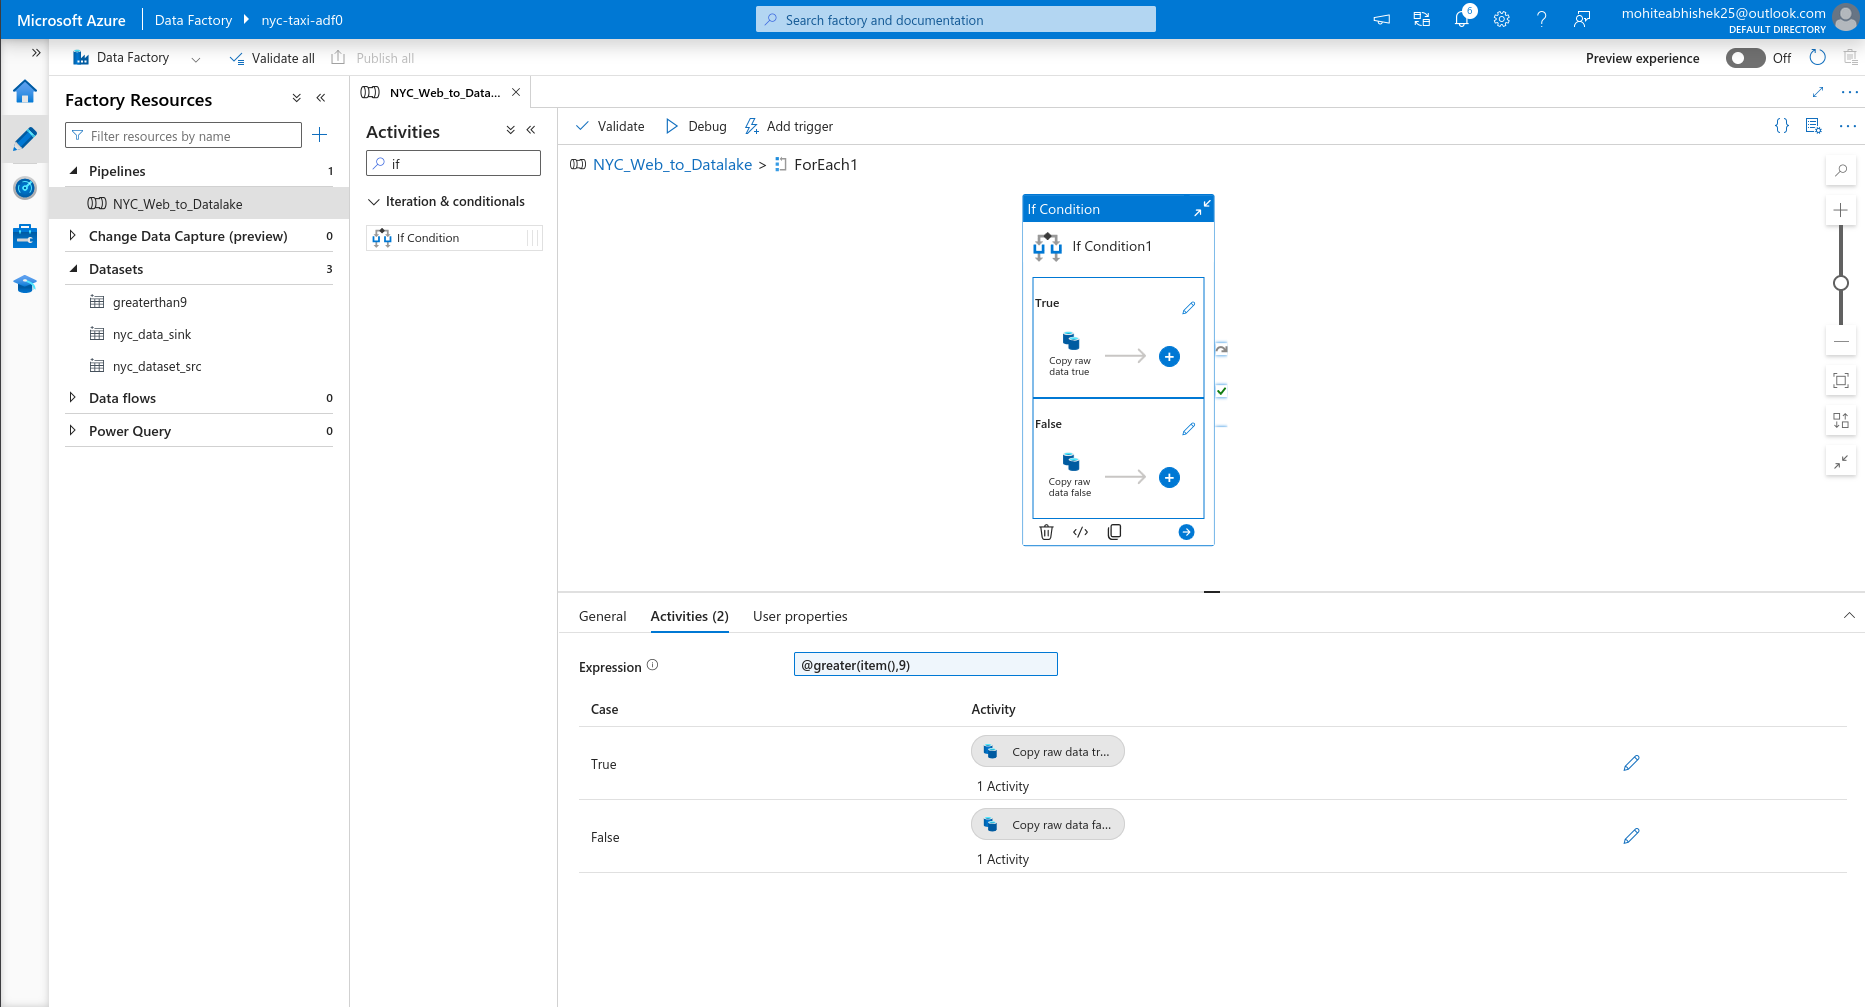 Microsoft Azure
Data Factory
nyc-taxi-adf0
Search factory and documentation
6
mohiteabhishek25@outlook.com
DEFAULT DIRECTORY
Data Factory
Validate all
Publish all
Preview experience
Off
Factory Resources
Filter resources by name
Pipelines
1
NYC_Web_to_Datalake
Change Data Capture (preview)
0
Datasets
3
greaterthan9
nyc_data_sink
nyc_dataset_src
Data flows
0
Power Query
0
NYC_Web_to_Data...
Activities
if
Iteration & conditionals
If Condition
Validate
Debug
Add trigger
{}
NYC_Web_to_Datalake > ForEach1
If Condition
If Condition1
True
Copy raw
data true
False
Copy raw
data false
General
Activities (2)
User properties
Expression
@greater(item(),9)
Case
Activity
True
Copy raw data tr...
1 Activity
False
Copy raw data fa...
1 Activity